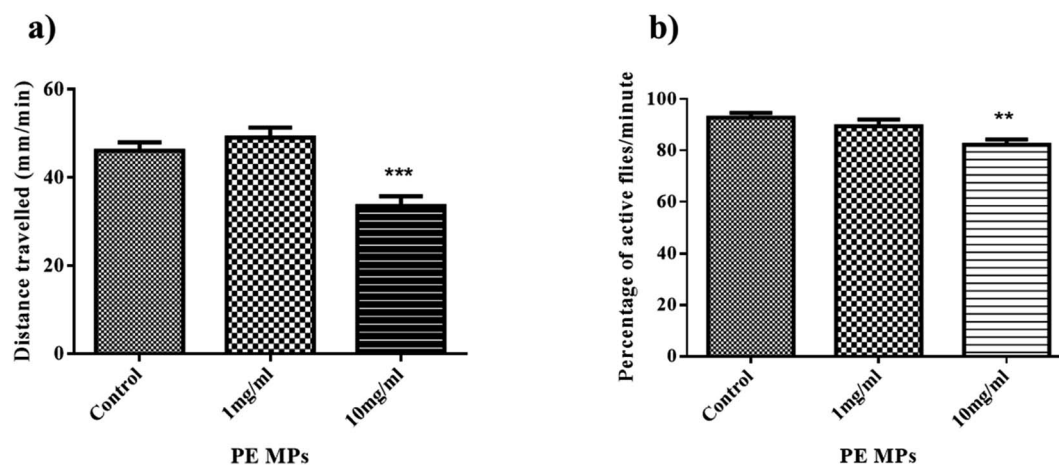 a)
Distance travelled (mm/min)
60
40
20
0
***
Control
1mg/ml
10mg/ml
PE MPs
b)
Percentage of active flies/minute
100
80
60
40
20
0
**
Control
1mg/ml
10mg/ml
PE MPs